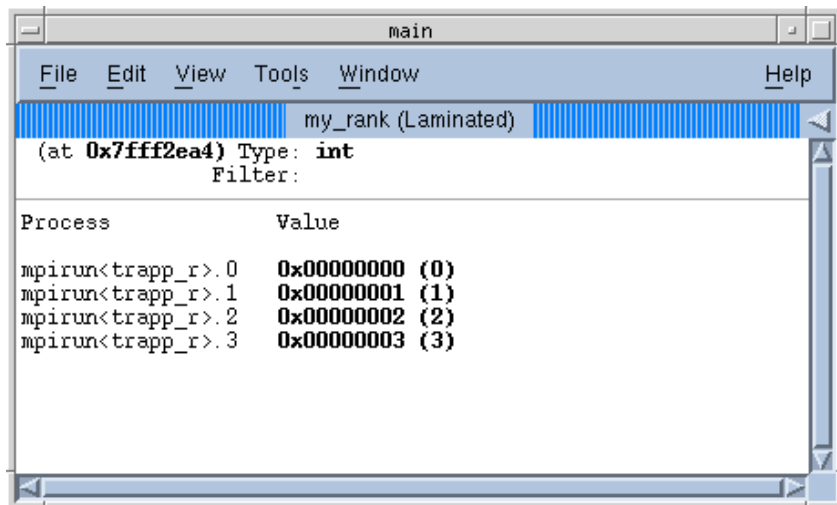 main
File Edit View Tools Window Help
my_rank (Laminated)
(at 0x7fff2ea4) Type: int
Filter:
Process Value
mpirun<trapp_r>.0 0x00000000 (0)
mpirun<trapp_r>.1 0x00000001 (1)
mpirun<trapp_r>.2 0x00000002 (2)
mpirun<trapp_r>.3 0x00000003 (3)